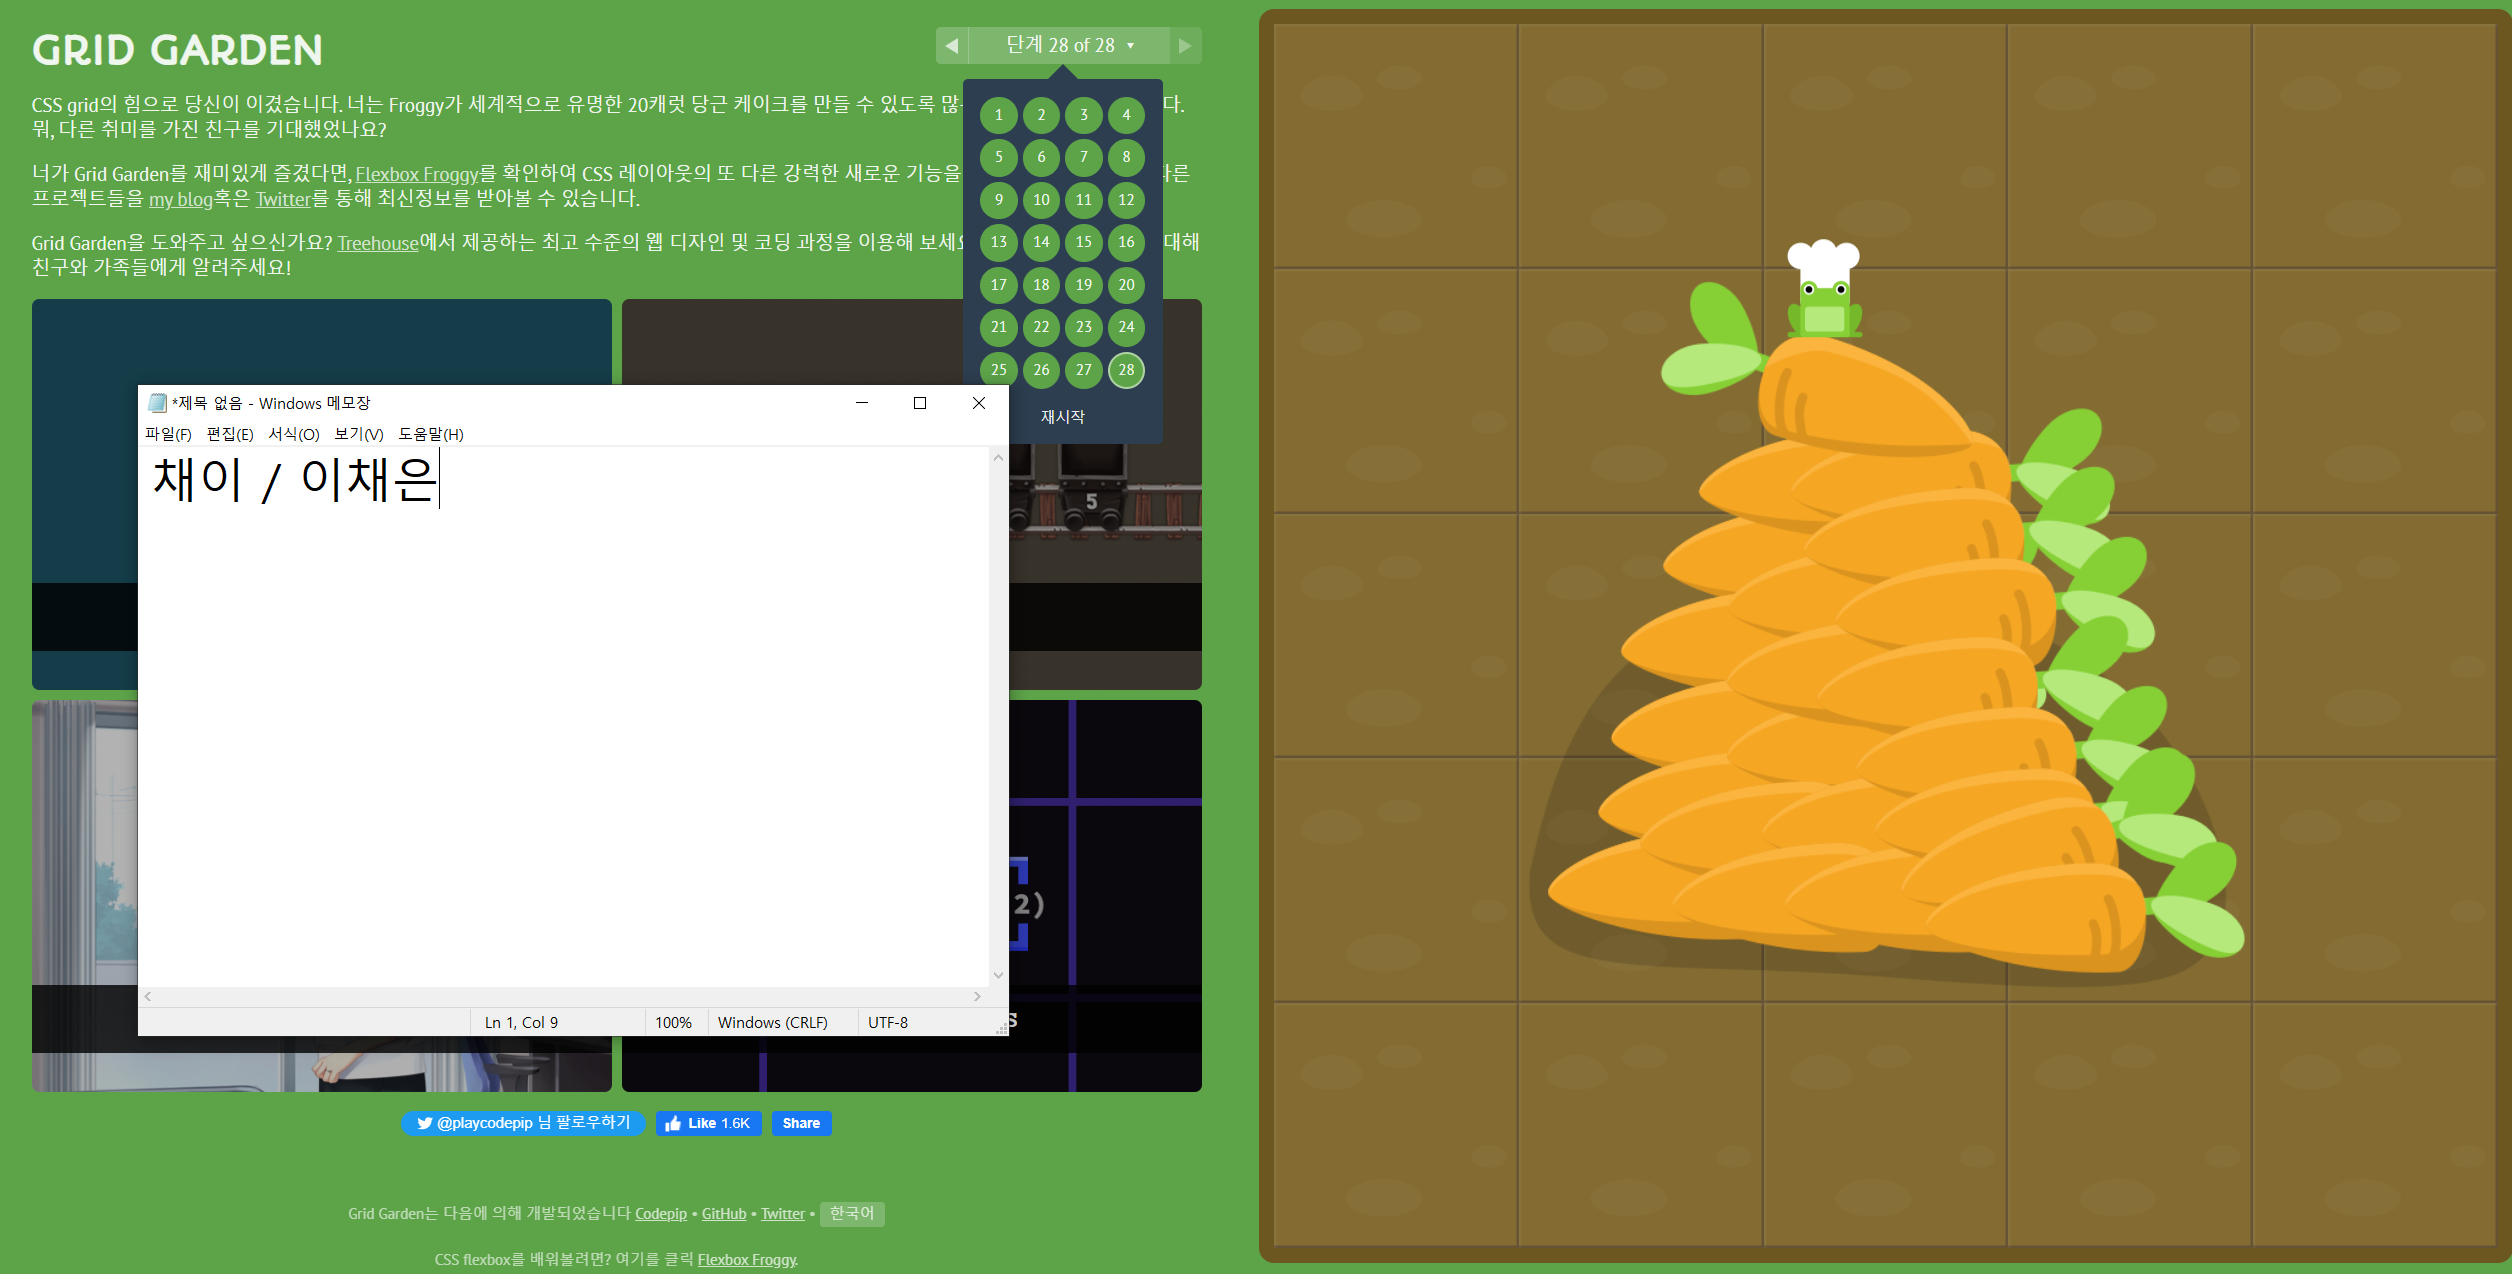 GRID GARDEN
단계 28 of 28
CSS grid의 힘으로 당신이 이겼습니다. 너는 Froggy가 세계적으로 유명한 20캐럿 당근 케이크를 만들 수 있도록 다.
뭐, 다른 취미를 가진 친구를 기대했었나요?
너가 Grid Garden를 재미있게 즐겼다면, Flexbox Froggy를 확인하여 CSS 레이아웃의 또 다른 강력한 새로운 기능을
프로젝트들을 my blog혹은 Twitter를 통해 최신정보를 받아볼 수 있습니다.
Grid Garden을 도와주고 싶으신가요? Treehouse에서 제공하는 최고 수준의 웹 디자인 및 코딩 과정을 이용해 대해
친구와 가족들에게 알려주세요!
1 2 3 4
5 6 7 8
9 10 11 12
13 14 15 16
17 18 19 20
21 22 23 24
25 26 27 28
재시작
*제목 없음 - Windows 메모장
파일(F) 편집(E) 서식(O) 보기(V) 도움말(H)
채이 / 이채은
Ln 1, Col 9 100% Windows (CRLF) UTF-8
5
2)
s
@playcodepip 님 팔로우하기 Like 1.6K Share
Grid Garden는 다음에 의해 개발되었습니다 Codepip • GitHub • Twitter • 한국어
CSS flexbox를 배워볼려면? 여기를 클릭 Flexbox Froggy.